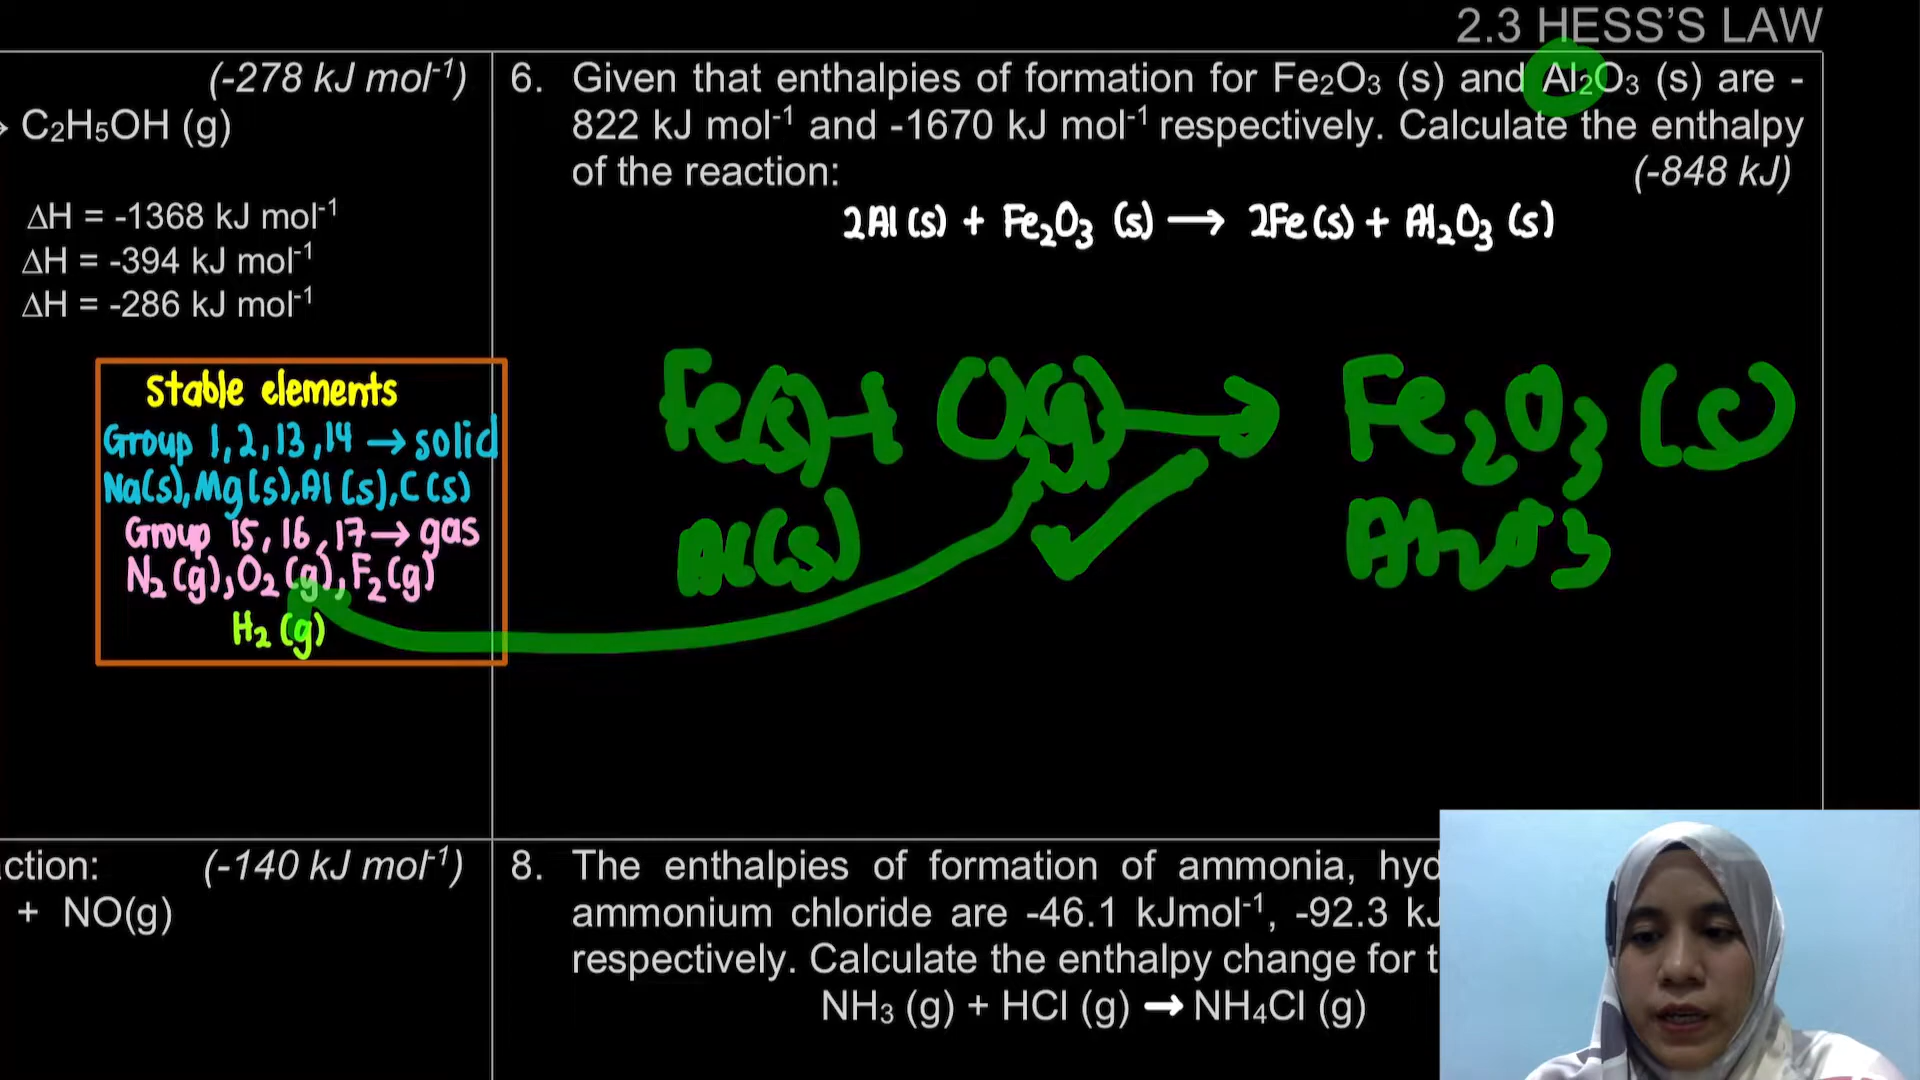 2.3 HESS'S LAW
(-278 kJ mol-1)
C2H5OH (g)
ΔH = -1368 kJ mol-1
ΔH = -394 kJ mol-1
ΔH = -286 kJ mol-1
Stable elements
Group 1,2,13,14 → solid
Na(s), Mg(s), Al(s), C(s)
Group 15, 16, 17 → gas
N2(g), O2(g), F2(g)
H2(g)
ction: (-140 kJ mol-1)
+ NO(g)
6. Given that enthalpies of formation for Fe2O3 (s) and Al2O3 (s) are -
822 kJ mol-1 and -1670 kJ mol-1 respectively. Calculate the enthalpy
of the reaction: (-848 kJ)
2Al(s) + Fe2O3 (s) → 2Fe(s) + Al2O3 (s)
Fe(s) + O(g) → Fe2O3 (s)
Al(s) Al2O3
8. The enthalpies of formation of ammonia, hyd
ammonium chloride are -46.1 kJmol-1, -92.3 kJ
respectively. Calculate the enthalpy change for t
NH3 (g) + HCl (g) → NH4Cl (g)